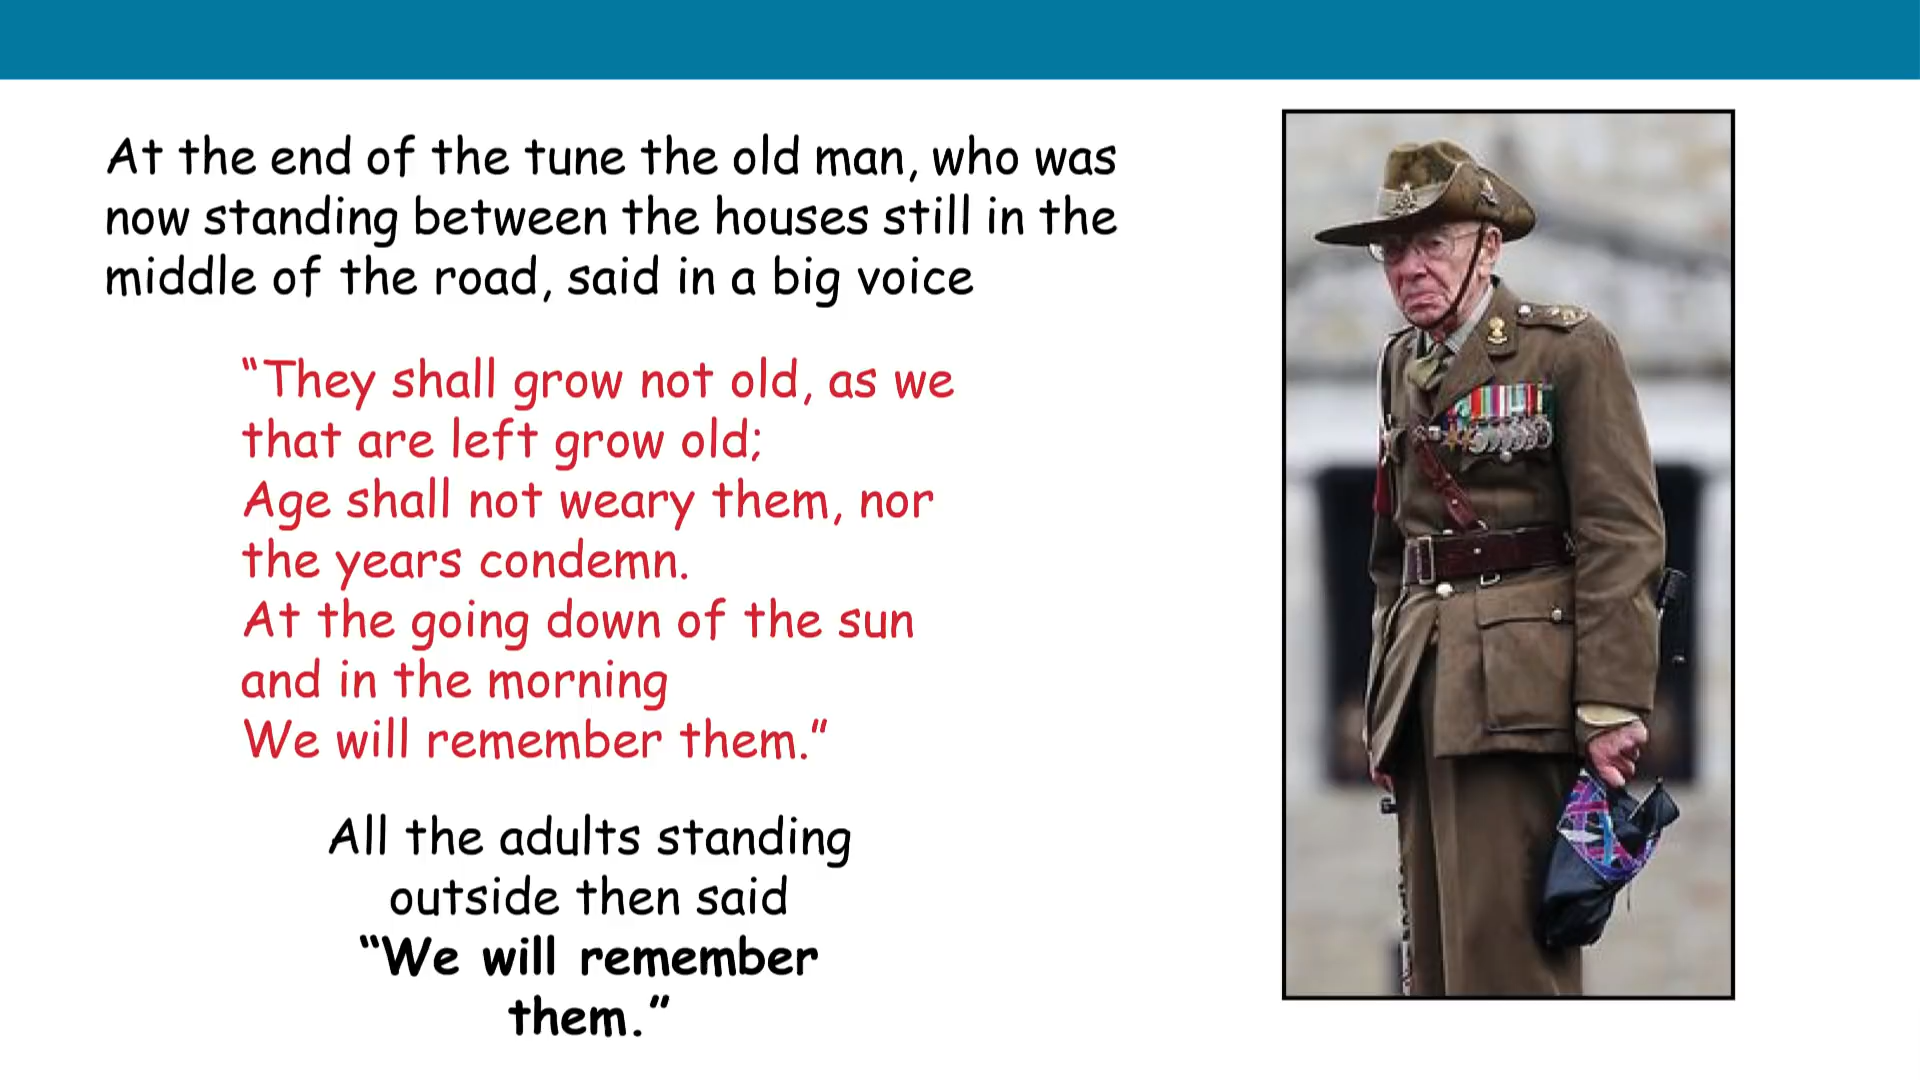 At the end of the tune the old man, who was
now standing between the houses still in the
middle of the road, said in a big voice
“They shall grow not old, as we
that are left grow old;
Age shall not weary them, nor
the years condemn.
At the going down of the sun
and in the morning
We will remember them.”
All the adults standing
outside then said
“We will remember
them.”